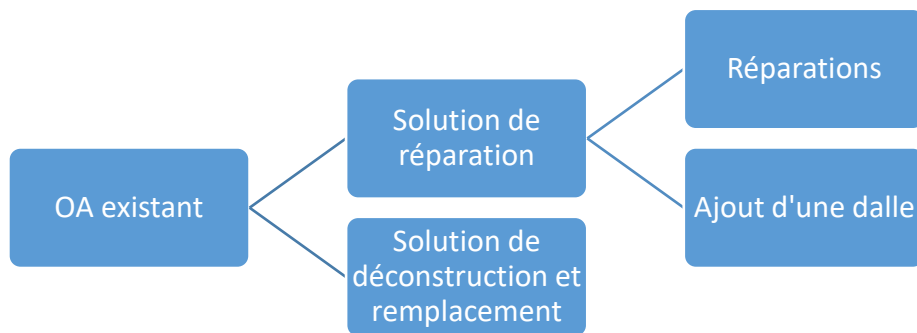 OA existant
Solution de
réparation
Solution de
déconstruction et
remplacement
Réparations
Ajout d'une dalle